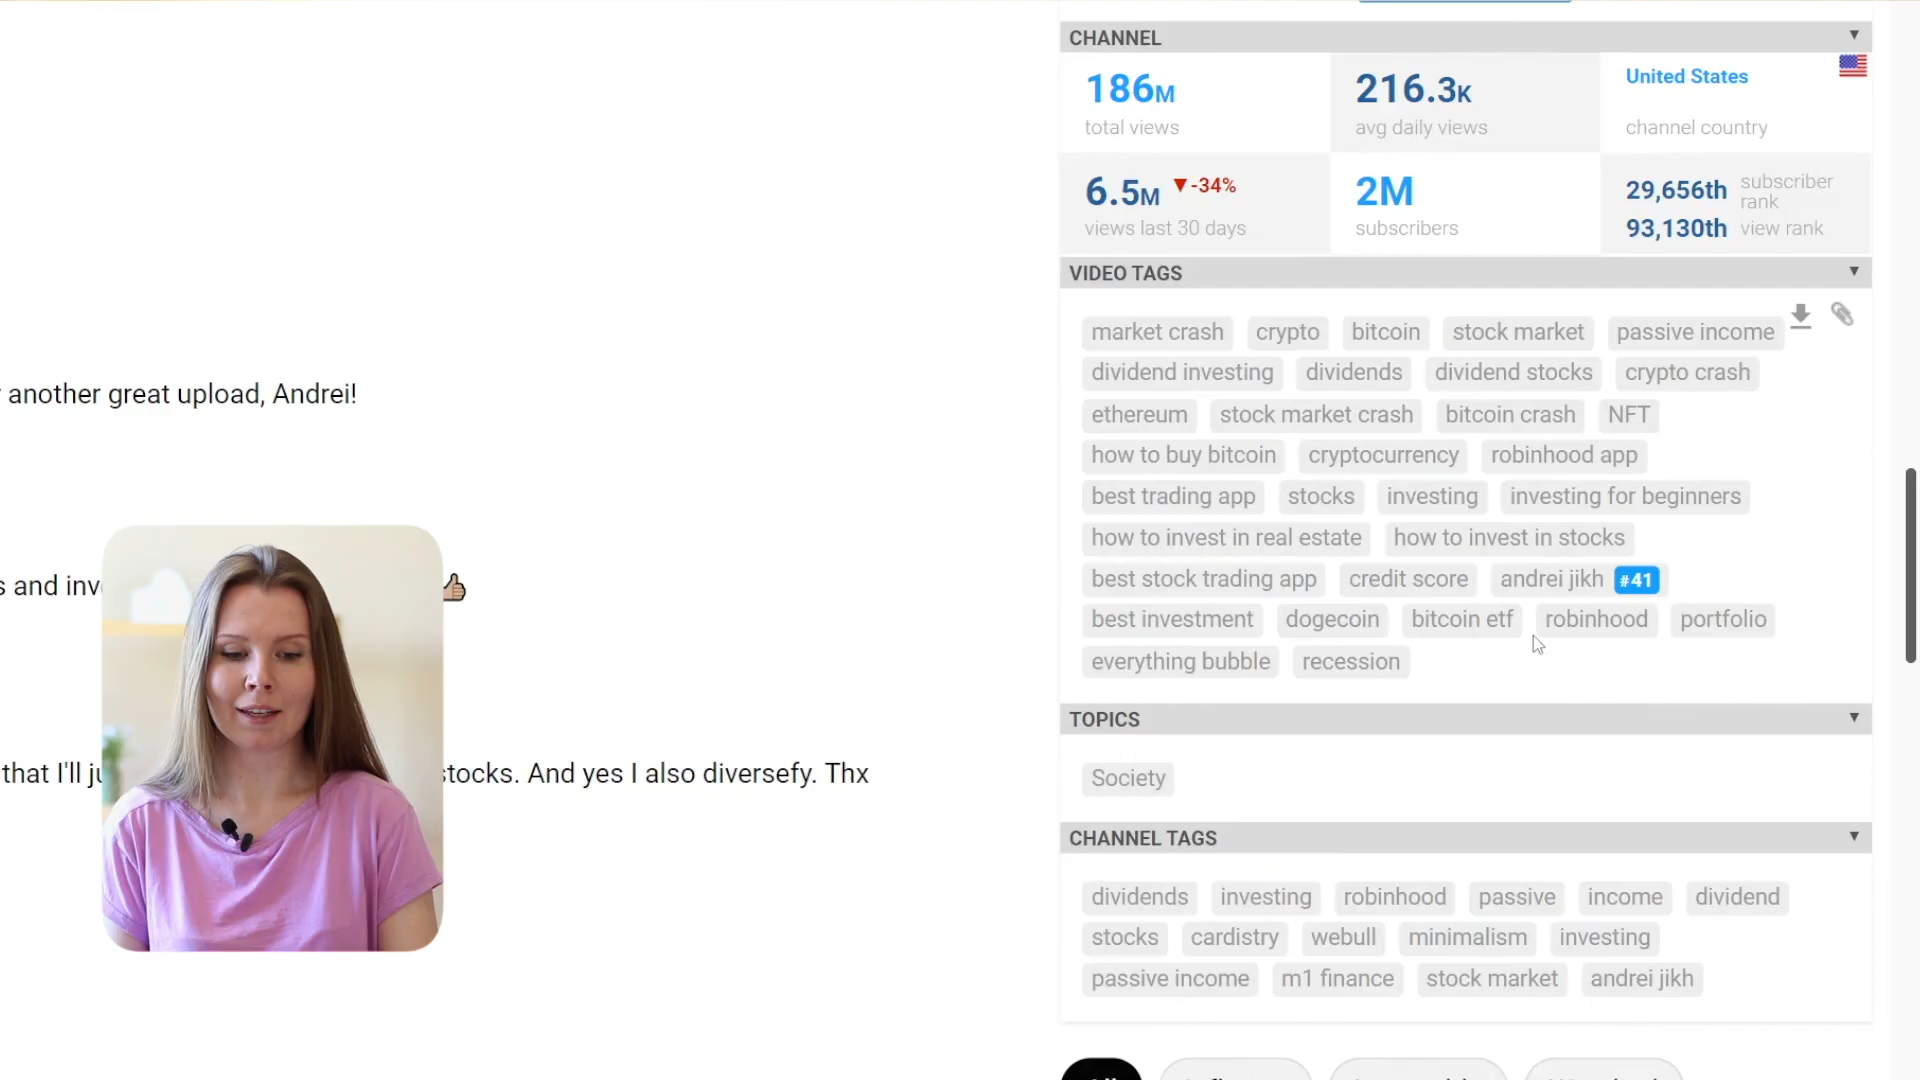 CHANNEL
186M
total views
216.3K
avg daily views
United States
channel country
6.5M ▼-34%
views last 30 days
2M
subscribers
29,656th subscriber rank
93,130th view rank
VIDEO TAGS
market crash crypto bitcoin stock market passive income
dividend investing dividends dividend stocks crypto crash
ethereum stock market crash bitcoin crash NFT
how to buy bitcoin cryptocurrency robinhood app
best trading app stocks investing investing for beginners
how to invest in real estate how to invest in stocks
best stock trading app credit score andrei jikh #41
best investment dogecoin bitcoin etf robinhood portfolio
everything bubble recession
TOPICS
Society
CHANNEL TAGS
dividends investing robinhood passive income dividend
stocks cardistry webull minimalism investing
passive income m1 finance stock market andrei jikh
another great upload, Andrei!
s and inv
that I'll ju stocks. And yes I also diversefy. Thx